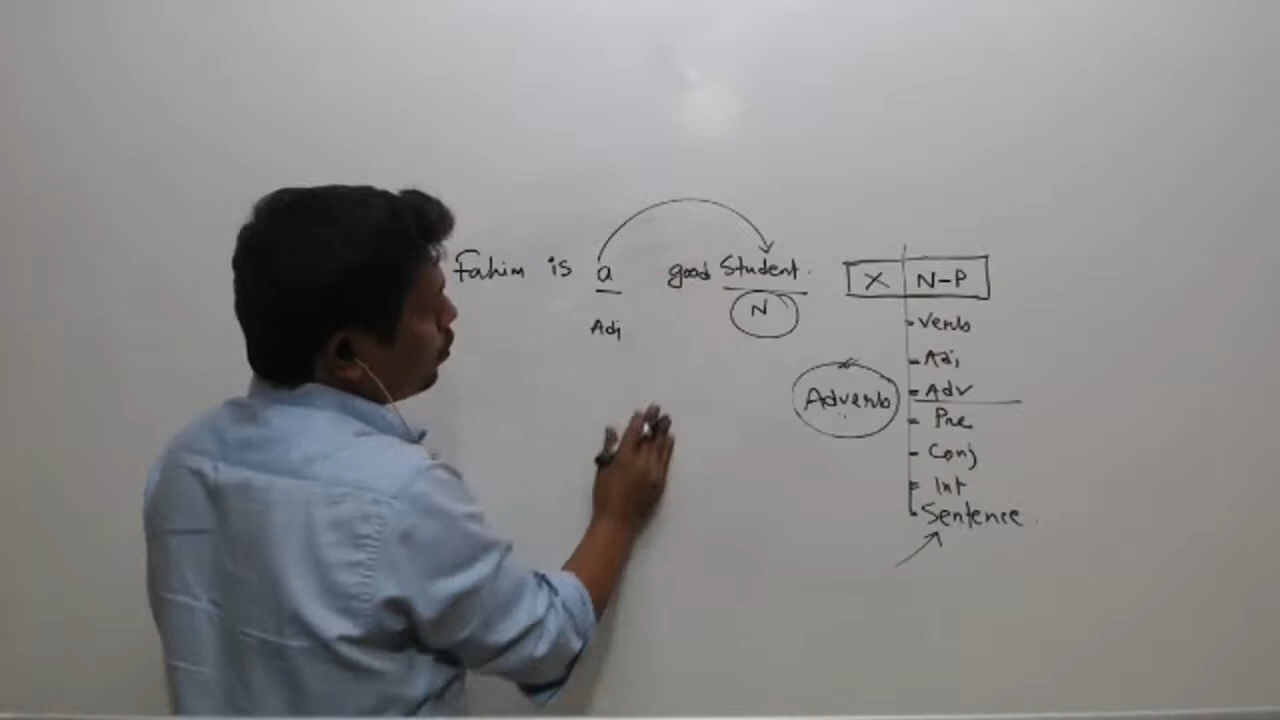 Fahim is a good Student.
Adj N
X N-P
Verb
Adj
Adv
Adverb
Pre
Conj
Int
Sentence.